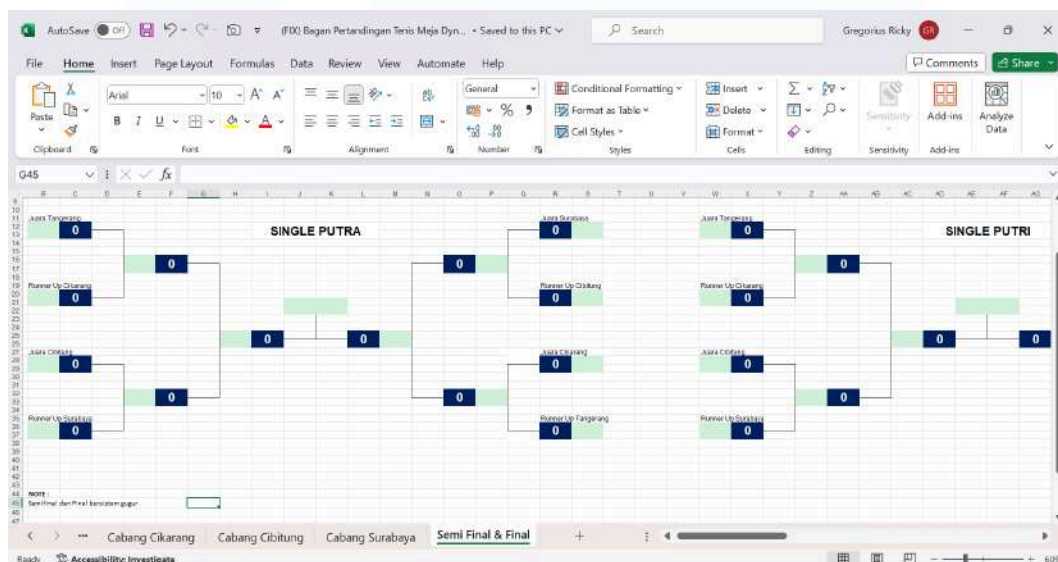 AutoSave Off (FIX) Bagan Pertandingan Tenis Meja Dyn... • Saved to this PC Search Gregorius Ricky GR
File Home Insert Page Layout Formulas Data Review View Automate Help Comments Share
Paste Arial 10 A^ A˅ General Conditional Formatting Insert Sensitivity Add-ins Analyze Data
B I U A % 9 Format as Table Delete
Cell Styles Format
Clipboard Font Alignment Number Styles Cells Editing Sensitivity Add-ins
G45 fx
Juara Tangerang Juara Surabaya Juara Tangerang
0 SINGLE PUTRA 0 0 SINGLE PUTRI
0 0 0
Runner Up Cikarang Runner Up Cibitung Runner Up Cikarang
0 0 0
0 0 0 0
Juara Cibitung Juara Cikarang Juara Cibitung
0 0 0
0 0 0
Runner Up Surabaya Runner Up Tangerang Runner Up Surabaya
0 0 0
NOTE :
Semifinal dan Final bersistem gugur
Cabang Cikarang Cabang Cibitung Cabang Surabaya Semi Final & Final
Ready Accessibility: Investigate